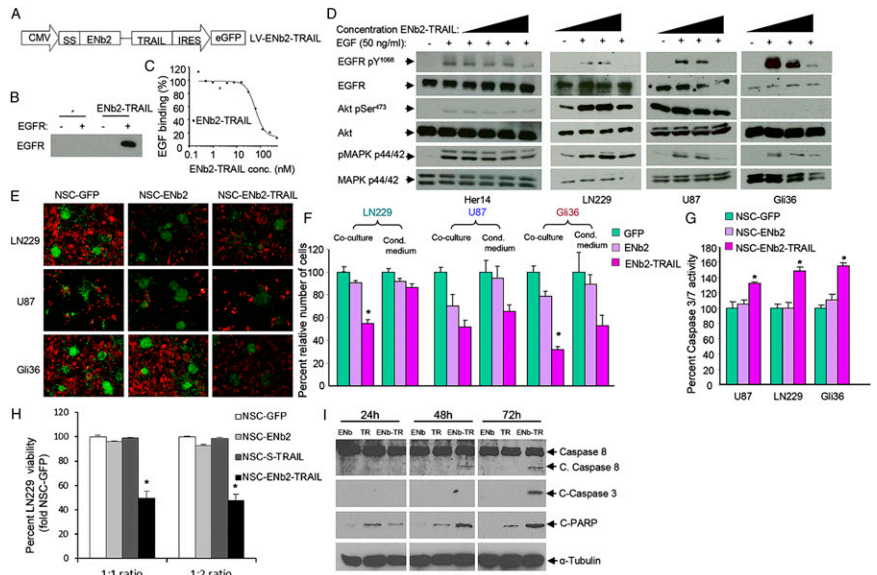 A
CMV SS ENb2 TRAIL IRES eGFP LV-ENb2-TRAIL
B
ENb2-TRAIL
EGFR: - + - +
EGFR
C
EGF binding (%)
120
100
80
60
40
20
0
ENb2-TRAIL
0.1 1 10 100
ENb2-TRAIL conc. (nM)
D
Concentration ENb2-TRAIL:
EGF (50 ng/ml): - + + + + + - + + + - + + + - + + +
EGFR pY1068
EGFR
Akt pSer473
Akt
pMAPK p44/42
MAPK p44/42
Her14 LN229 U87 Gli36
E
NSC-GFP NSC-ENb2 NSC-ENb2-TRAIL
LN229
U87
Gli36
F
LN229 U87 Gli36
Co-culture Cond. medium Co-culture Cond. medium Co-culture Cond. medium
GFP
ENb2
ENb2-TRAIL
Percent relative number of cells
120
100
80
60
40
20
0
* *
G
NSC-GFP
NSC-ENb2
NSC-ENb2-TRAIL
Percent Caspase 3/7 activity
160
140
120
100
80
60
40
20
0
* * *
U87 LN229 Gli36
H
NSC-GFP
NSC-ENb2
NSC-S-TRAIL
NSC-ENb2-TRAIL
Percent LN229 viability
(fold NSC-GFP)
100
80
60
40
20
0
* *
1:1 ratio 1:2 ratio
I
24h 48h 72h
ENb TR ENb-TR ENb TR ENb-TR ENb TR ENb-TR
Caspase 8
C. Caspase 8
C-Caspase 3
C-PARP
α-Tubulin